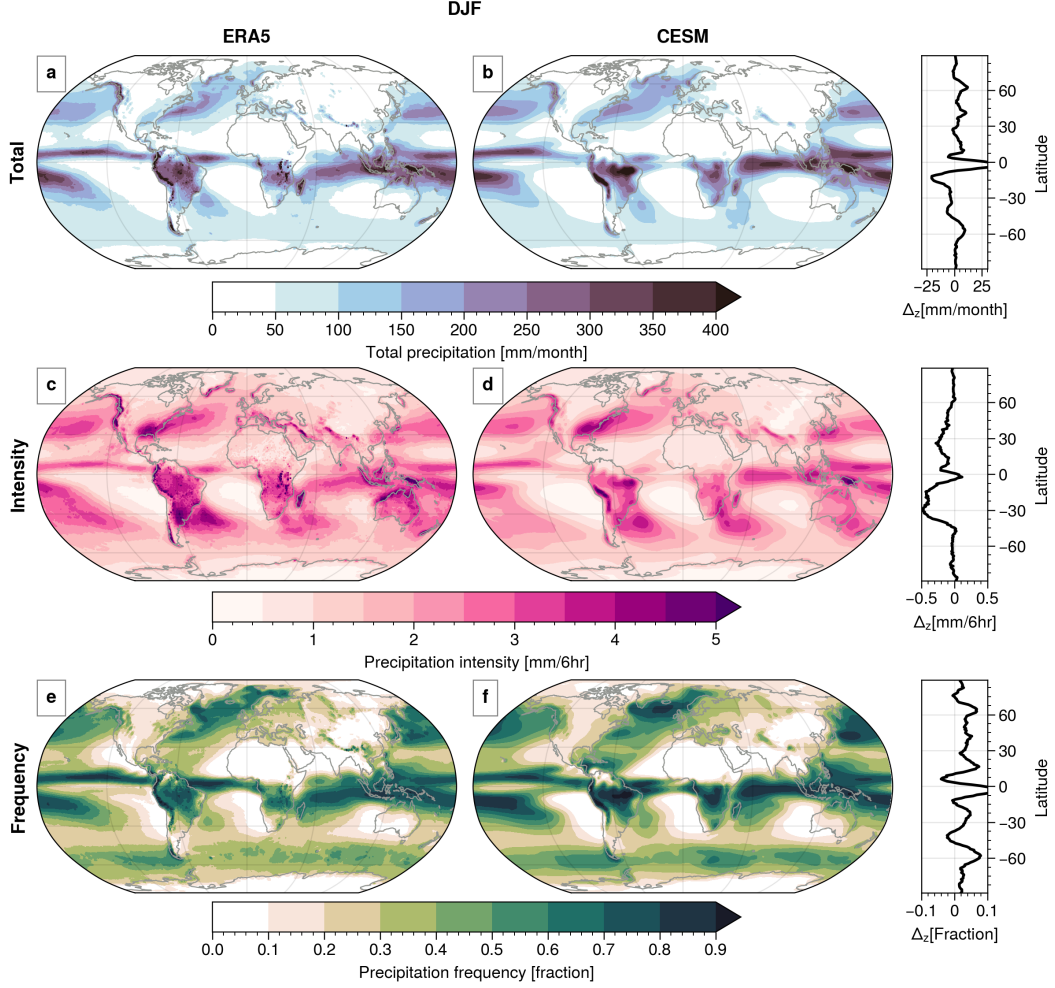 DJF
ERA5 CESM
a b
Total
60
30
0
−30
−60
Latitude
−25 0 25
Δz[mm/month]
0 50 100 150 200 250 300 350 400
Total precipitation [mm/month]
c d
Intensity
60
30
0
−30
−60
Latitude
−0.5 0 0.5
Δz[mm/6hr]
0 1 2 3 4 5
Precipitation intensity [mm/6hr]
e f
Frequency
60
30
0
−30
−60
Latitude
−0.1 0 0.1
Δz[Fraction]
0.0 0.1 0.2 0.3 0.4 0.5 0.6 0.7 0.8 0.9
Precipitation frequency [fraction]